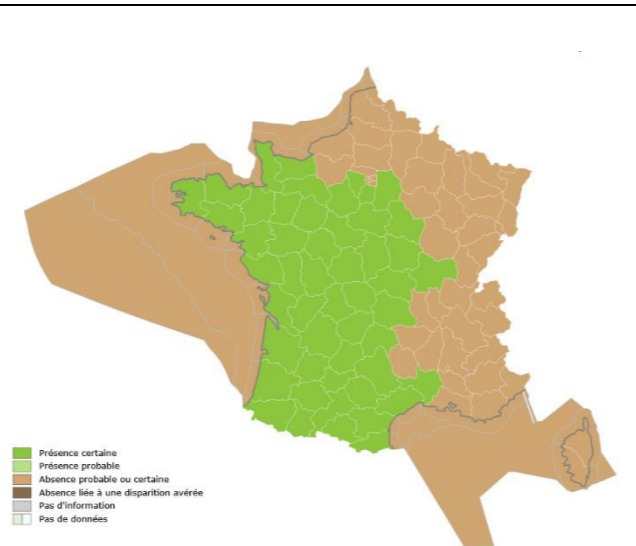 Présence certaine
Présence probable
Absence probable ou certaine
Absence liée à une disparition avérée
Pas d'information
Pas de données